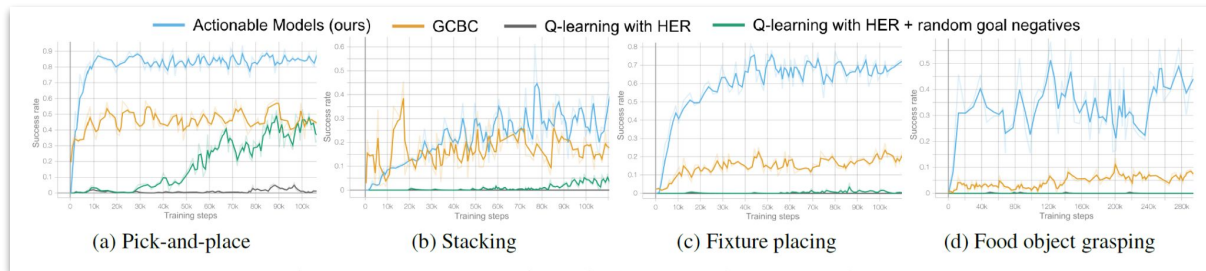 Actionable Models (ours) GCBC Q-learning with HER Q-learning with HER + random goal negatives
0.9
0.8
0.7
0.6
0.5
0.4
0.3
0.2
0.1
0
Success rate
0 10k 20k 30k 40k 50k 60k 70k 80k 90k 100k
Training steps
(a) Pick-and-place
0.6
0.5
0.4
0.3
0.2
0.1
0
Success rate
0 10k 20k 30k 40k 50k 60k 70k 80k 90k 100k
Training steps
(b) Stacking
0.8
0.7
0.6
0.5
0.4
0.3
0.2
0.1
0
Success rate
0 10k 20k 30k 40k 50k 60k 70k 80k 90k 100k
Training steps
(c) Fixture placing
0.5
0.4
0.3
0.2
0.1
0
Success rate
0 40k 80k 120k 160k 200k 240k 280k
Training steps
(d) Food object grasping